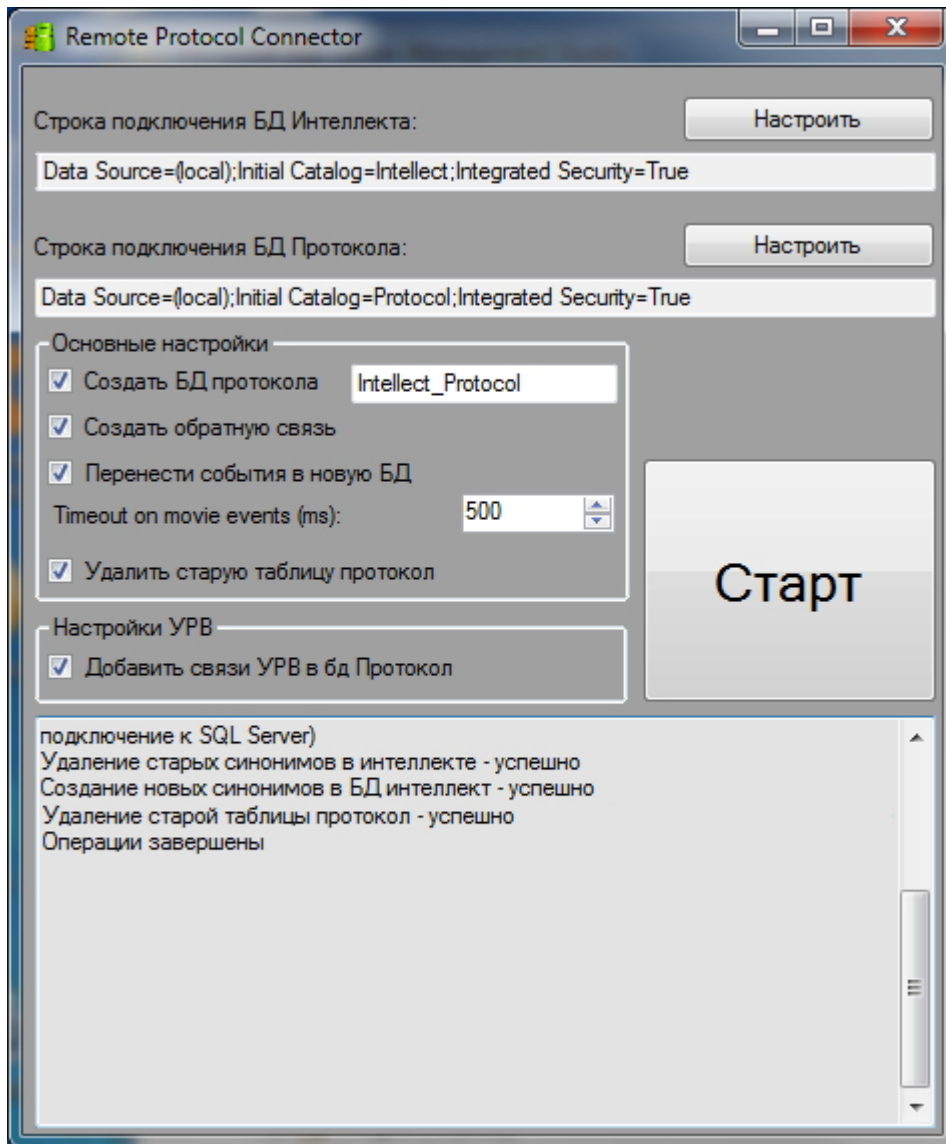 Remote Protocol Connector
Строка подключения БД Интеллекта:
Настроить
Data Source=(local);Initial Catalog=Intellect;Integrated Security=True
Строка подключения БД Протокола:
Настроить
Data Source=(local);Initial Catalog=Protocol;Integrated Security=True
Основные настройки
Создать БД протокола
Intellect_Protocol
Создать обратную связь
Перенести события в новую БД
Timeout on movie events (ms):
500
Удалить старую таблицу протокол
Старт
Настройки УРВ
Добавить связи УРВ в бд Протокол
подключение к SQL Server)
Удаление старых синонимов в интеллекте - успешно
Создание новых синонимов в БД интеллект - успешно
Удаление старой таблицы протокол - успешно
Операции завершены